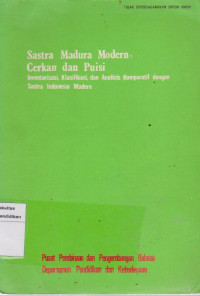 TIDAK DIPERDAGANGKAN UNTUK UMUM
Sastra Madura Modern:
Cerkan dan Puisi
Inventarisasi, Klasifikasi, dan Analisis Komparatif dengan
Sastra Indonesia Modern
Pusat Pembinaan dan Pengembangan Bahasa
Departemen Pendidikan dan Kebudayaan